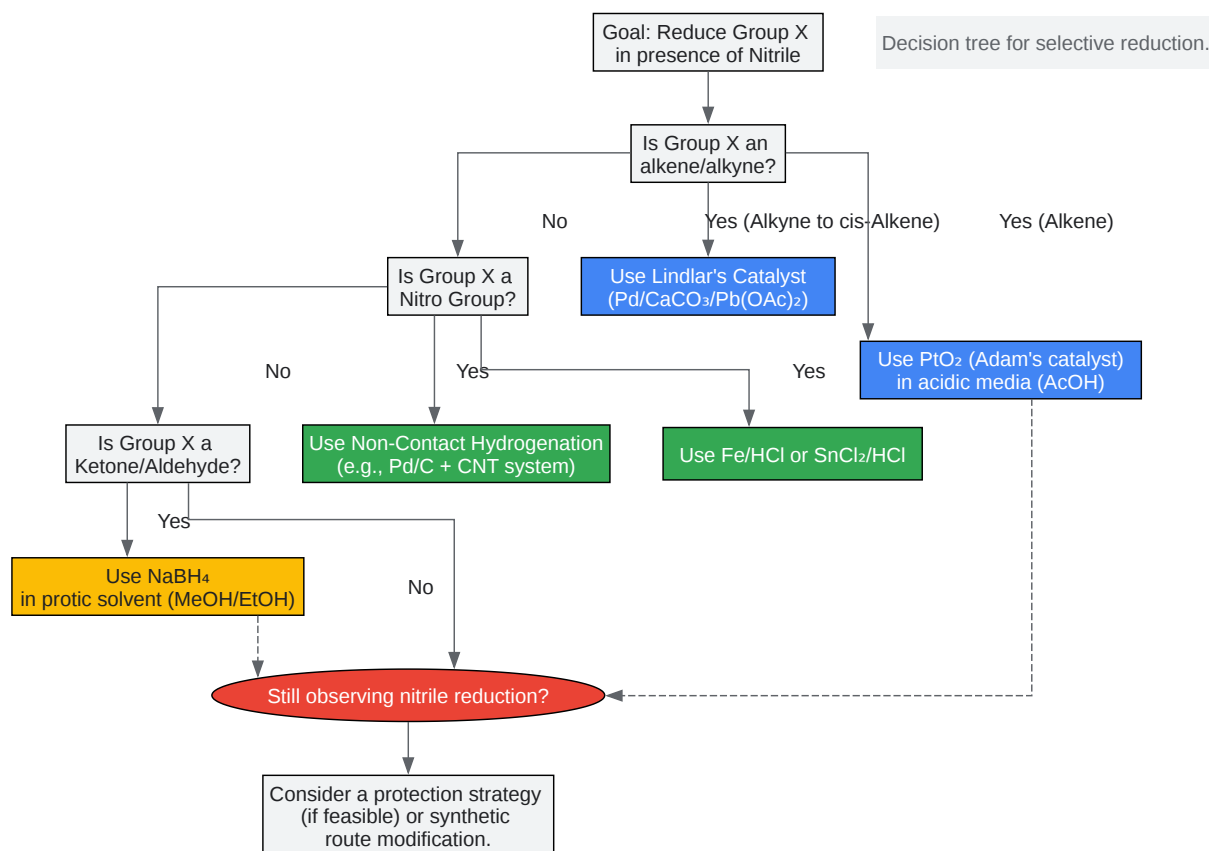 Goal: Reduce Group X
in presence of Nitrile
Decision tree for selective reduction.
Is Group X an
alkene/alkyne?
No
Yes (Alkyne to cis-Alkene)
Yes (Alkene)
Is Group X a
Nitro Group?
Use Lindlar's Catalyst
(Pd/CaCO₃/Pb(OAc)₂)
Use PtO₂ (Adam's catalyst)
in acidic media (AcOH)
No
Yes
Yes
Is Group X a
Ketone/Aldehyde?
Use Non-Contact Hydrogenation
(e.g., Pd/C + CNT system)
Use Fe/HCl or SnCl₂/HCl
Yes
No
Use NaBH₄
in protic solvent (MeOH/EtOH)
Still observing nitrile reduction?
Consider a protection strategy
(if feasible) or synthetic
route modification.